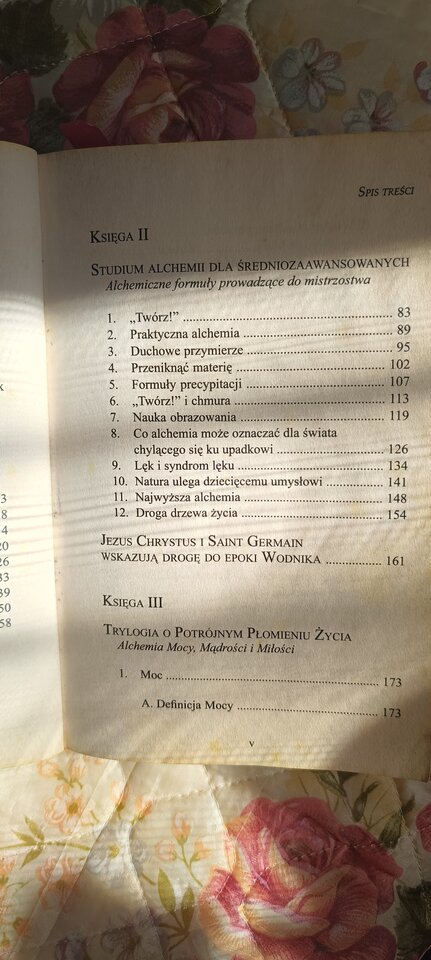 SPIS TREŚCI
KSIĘGA II
STUDIUM ALCHEMII DLA ŚREDNIOZAAWANSOWANYCH
Alchemiczne formuły prowadzące do mistrzostwa
1. „Twórz!” ........ 83
2. Praktyczna alchemia ........ 89
3. Duchowe przymierze ........ 95
4. Przeniknąć materię ........ 102
5. Formuły precypitacji ........ 107
6. „Twórz!” i chmura ........ 113
7. Nauka obrazowania ........ 119
8. Co alchemia może oznaczać dla świata
chylącego się ku upadkowi ........ 126
9. Lęk i syndrom lęku ........ 134
10. Natura ulega dziecięcemu umysłowi ........ 141
11. Najwyższa alchemia ........ 148
12. Droga drzewa życia ........ 154
JEZUS CHRYSTUS I SAINT GERMAIN
WSKAZUJĄ DROGĘ DO EPOKI WODNIKA ........ 161
KSIĘGA III
TRYLOGIA O POTRÓJNYM PŁOMIENIU ŻYCIA
Alchemia Mocy, Mądrości i Miłości
1. Moc ........ 173
A. Definicja Mocy ........ 173
v